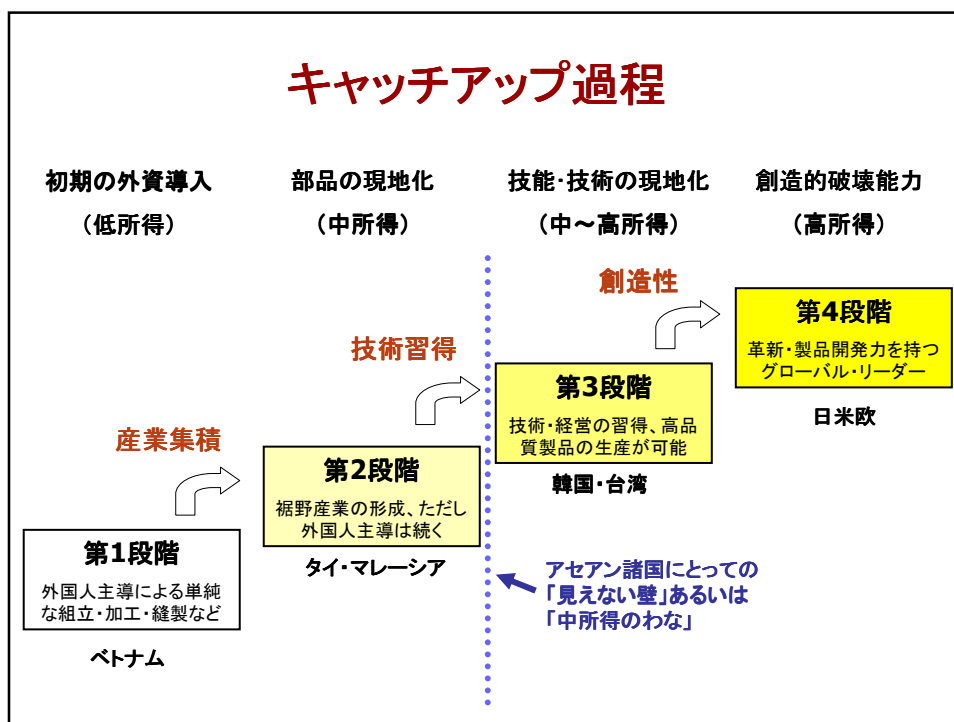 キャッチアップ過程
初期の外資導入
（低所得）
部品の現地化
（中所得）
技能・技術の現地化
（中～高所得）
創造的破壊能力
（高所得）
産業集積
技術習得
創造性
第1段階
外国人主導による単純
な組立・加工・縫製など
ベトナム
第2段階
裾野産業の形成、ただし
外国人主導は続く
タイ・マレーシア
第3段階
技術・経営の習得、高品
質製品の生産が可能
韓国・台湾
第4段階
革新・製品開発力を持つ
グローバル・リーダー
日米欧
アセアン諸国にとっての
「見えない壁」あるいは
「中所得のわな」